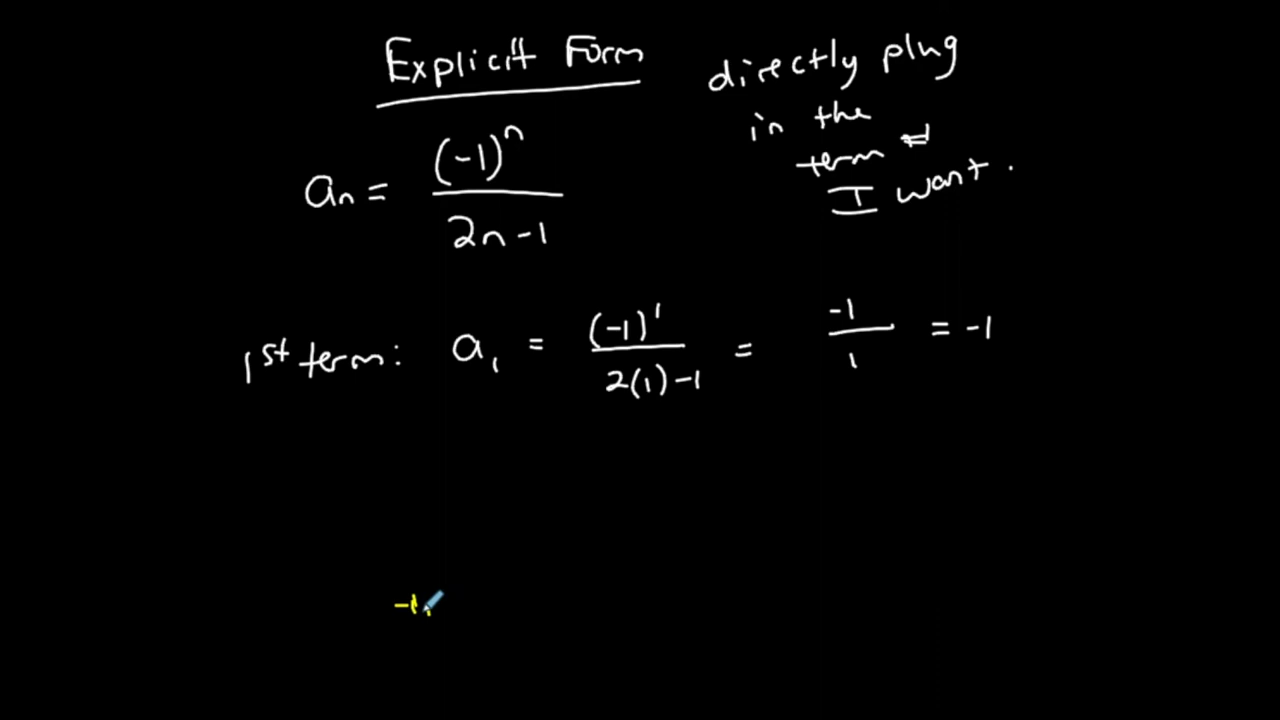 Explicit Form
directly plug
in the
term #
I want.
aₙ = (-1)ⁿ / (2n-1)
1st term: a₁ = (-1)¹ / (2(1)-1) = -1/1 = -1
-1,